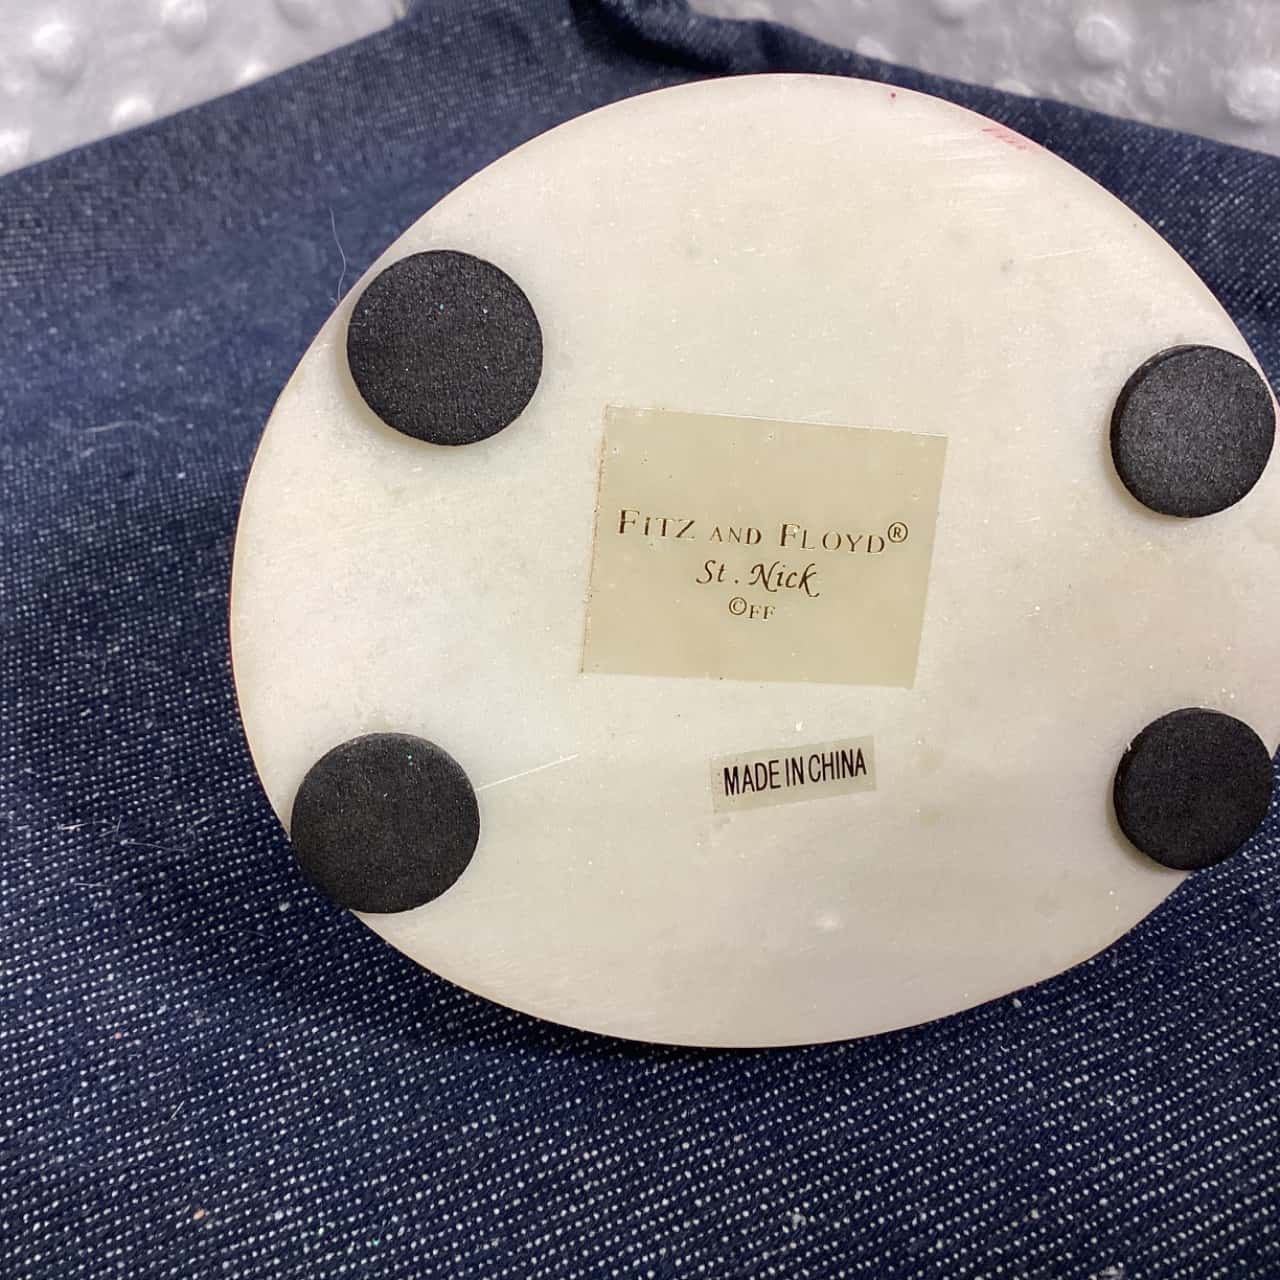 FITZ AND FLOYD®
St. Nick
©FF
MADE IN CHINA